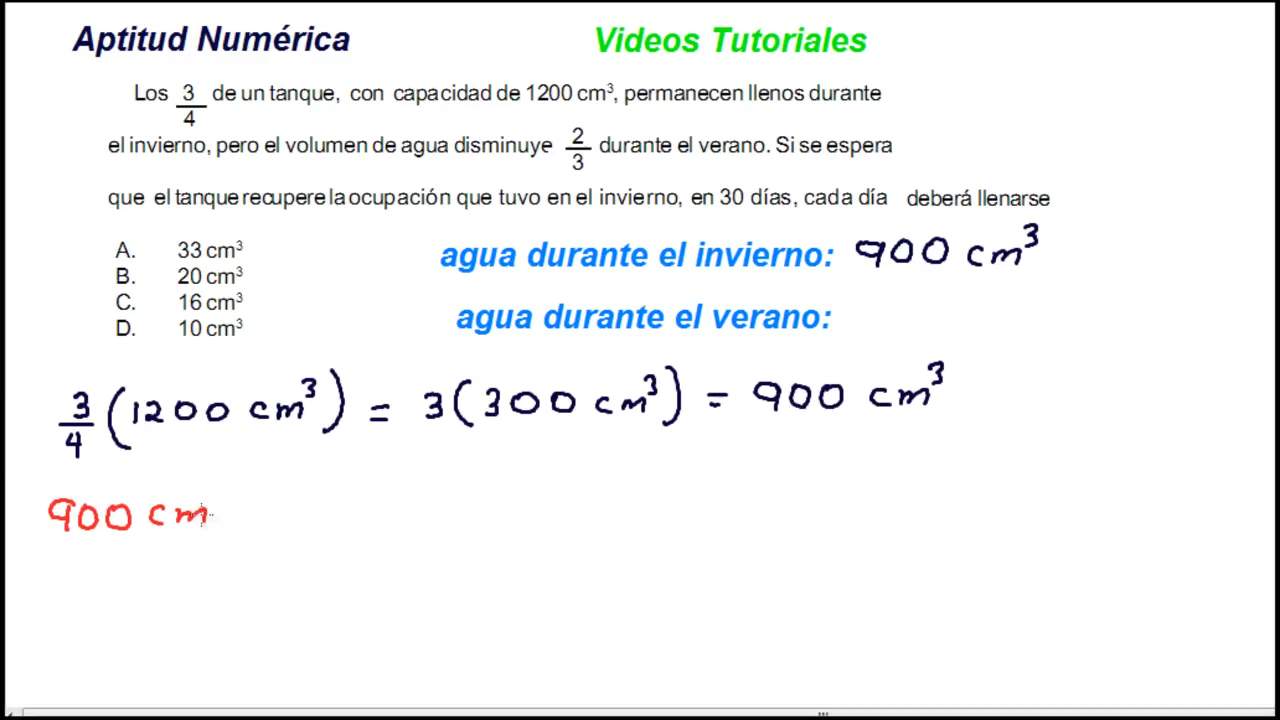 Aptitud Numérica Videos Tutoriales
Los 3/4 de un tanque, con capacidad de 1200 cm³, permanecen llenos durante
el invierno, pero el volumen de agua disminuye 2/3 durante el verano. Si se espera
que el tanque recupere la ocupación que tuvo en el invierno, en 30 días, cada día deberá llenarse
A. 33 cm³
B. 20 cm³
C. 16 cm³
D. 10 cm³
agua durante el invierno: 900 cm³
agua durante el verano:
3/4 (1200 cm³) = 3(300 cm³) = 900 cm³
900 cm